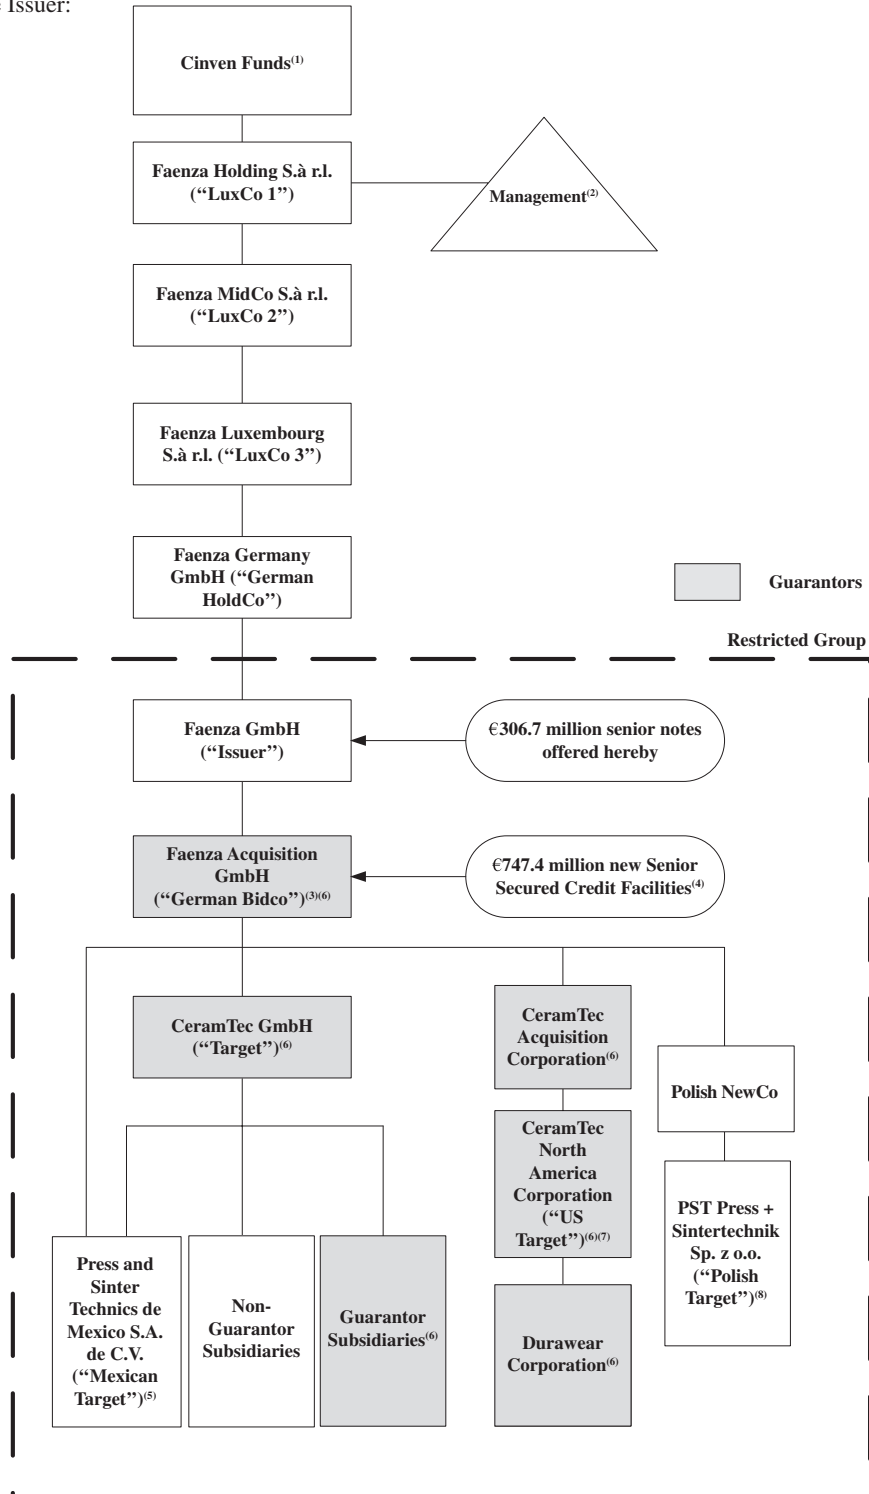 e Issuer:
Cinven Funds(1)
Faenza Holding S.à r.l.
(“LuxCo 1”)
Management(2)
Faenza MidCo S.à r.l.
(“LuxCo 2”)
Faenza Luxembourg
S.à r.l. (“LuxCo 3”)
Faenza Germany
GmbH (“German
HoldCo”)
Guarantors
Restricted Group
Faenza GmbH
(“Issuer”)
€306.7 million senior notes
offered hereby
Faenza Acquisition
GmbH
(“German Bidco”)(3)(6)
€747.4 million new Senior
Secured Credit Facilities(4)
CeramTec GmbH
(“Target”)(6)
CeramTec
Acquisition
Corporation(6)
Polish NewCo
CeramTec
North
America
Corporation
(“US
Target”)(6)(7)
PST Press +
Sintertechnik
Sp. z o.o.
(“Polish
Target”)(8)
Press and
Sinter
Technics de
Mexico S.A.
de C.V.
(“Mexican
Target”)(5)
Non-
Guarantor
Subsidiaries
Guarantor
Subsidiaries(6)
Durawear
Corporation(6)